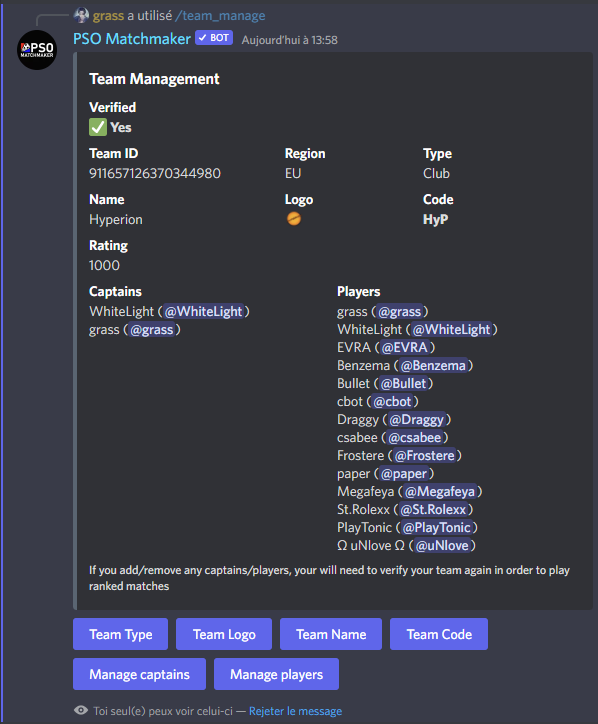 grass a utilisé /team_manage
PSO
MATCHMAKER
PSO Matchmaker ✓ BOT Aujourd'hui à 13:58
Team Management
Verified
✅ Yes
Team ID Region Type
911657126370344980 EU Club
Name Logo Code
Hyperion HyP
Rating
1000
Captains Players
WhiteLight (@WhiteLight) grass (@grass)
grass (@grass) WhiteLight (@WhiteLight)
EVRA (@EVRA)
Benzema (@Benzema)
Bullet (@Bullet)
cbot (@cbot)
Draggy (@Draggy)
csabee (@csabee)
Frostere (@Frostere)
paper (@paper)
Megafeya (@Megafeya)
St.Rolexx (@St.Rolexx)
PlayTonic (@PlayTonic)
Ω uNlove Ω (@uNlove)
If you add/remove any captains/players, your will need to verify your team again in order to play
ranked matches
Team Type Team Logo Team Name Team Code
Manage captains Manage players
Toi seul(e) peux voir celui-ci — Rejeter le message